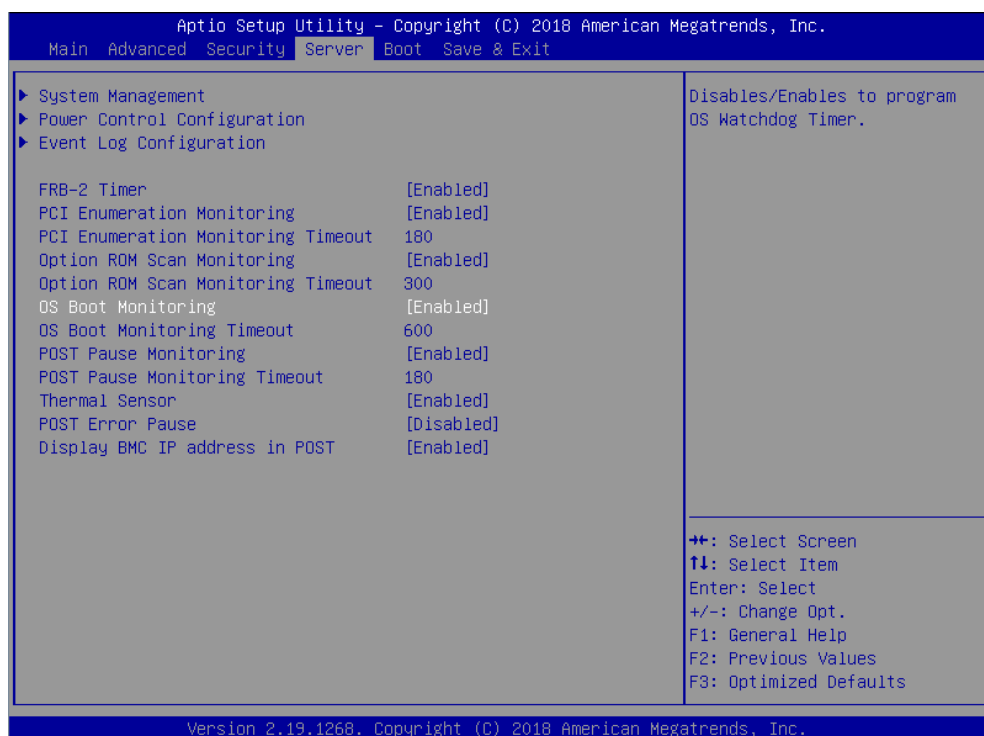 Aptio Setup Utility – Copyright (C) 2018 American Megatrends, Inc.
Main Advanced Security Server Boot Save & Exit
System Management
Power Control Configuration
Event Log Configuration
FRB-2 Timer [Enabled]
PCI Enumeration Monitoring [Enabled]
PCI Enumeration Monitoring Timeout 180
Option ROM Scan Monitoring [Enabled]
Option ROM Scan Monitoring Timeout 300
OS Boot Monitoring [Enabled]
OS Boot Monitoring Timeout 600
POST Pause Monitoring [Enabled]
POST Pause Monitoring Timeout 180
Thermal Sensor [Enabled]
POST Error Pause [Disabled]
Display BMC IP address in POST [Enabled]
Disables/Enables to program
OS Watchdog Timer.
→←: Select Screen
↑↓: Select Item
Enter: Select
+/-: Change Opt.
F1: General Help
F2: Previous Values
F3: Optimized Defaults
Version 2.19.1268. Copyright (C) 2018 American Megatrends, Inc.